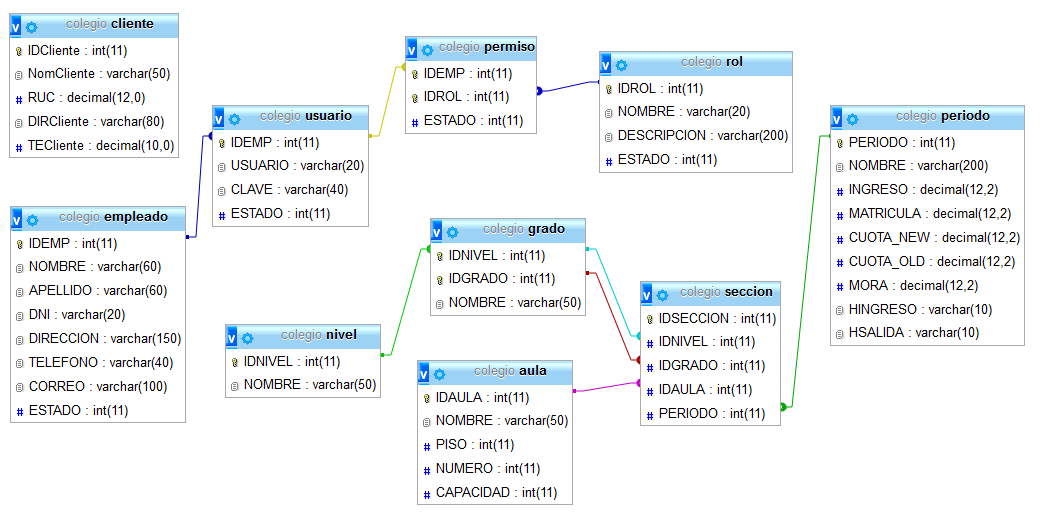 colegio cliente
IDCliente : int(11)
NomCliente : varchar(50)
RUC : decimal(12,0)
DIRCliente : varchar(80)
TECliente : decimal(10,0)
colegio usuario
IDEMP : int(11)
USUARIO : varchar(20)
CLAVE : varchar(40)
ESTADO : int(11)
colegio permiso
IDEMP : int(11)
IDROL : int(11)
ESTADO : int(11)
colegio rol
IDROL : int(11)
NOMBRE : varchar(20)
DESCRIPCION : varchar(200)
ESTADO : int(11)
colegio periodo
PERIODO : int(11)
NOMBRE : varchar(200)
INGRESO : decimal(12,2)
MATRICULA : decimal(12,2)
CUOTA_NEW : decimal(12,2)
CUOTA_OLD : decimal(12,2)
MORA : decimal(12,2)
HINGRESO : varchar(10)
HSALIDA : varchar(10)
colegio empleado
IDEMP : int(11)
NOMBRE : varchar(60)
APELLIDO : varchar(60)
DNI : varchar(20)
DIRECCION : varchar(150)
TELEFONO : varchar(40)
CORREO : varchar(100)
ESTADO : int(11)
colegio grado
IDNIVEL : int(11)
IDGRADO : int(11)
NOMBRE : varchar(50)
colegio nivel
IDNIVEL : int(11)
NOMBRE : varchar(50)
colegio seccion
IDSECCION : int(11)
IDNIVEL : int(11)
IDGRADO : int(11)
IDAULA : int(11)
PERIODO : int(11)
colegio aula
IDAULA : int(11)
NOMBRE : varchar(50)
PISO : int(11)
NUMERO : int(11)
CAPACIDAD : int(11)